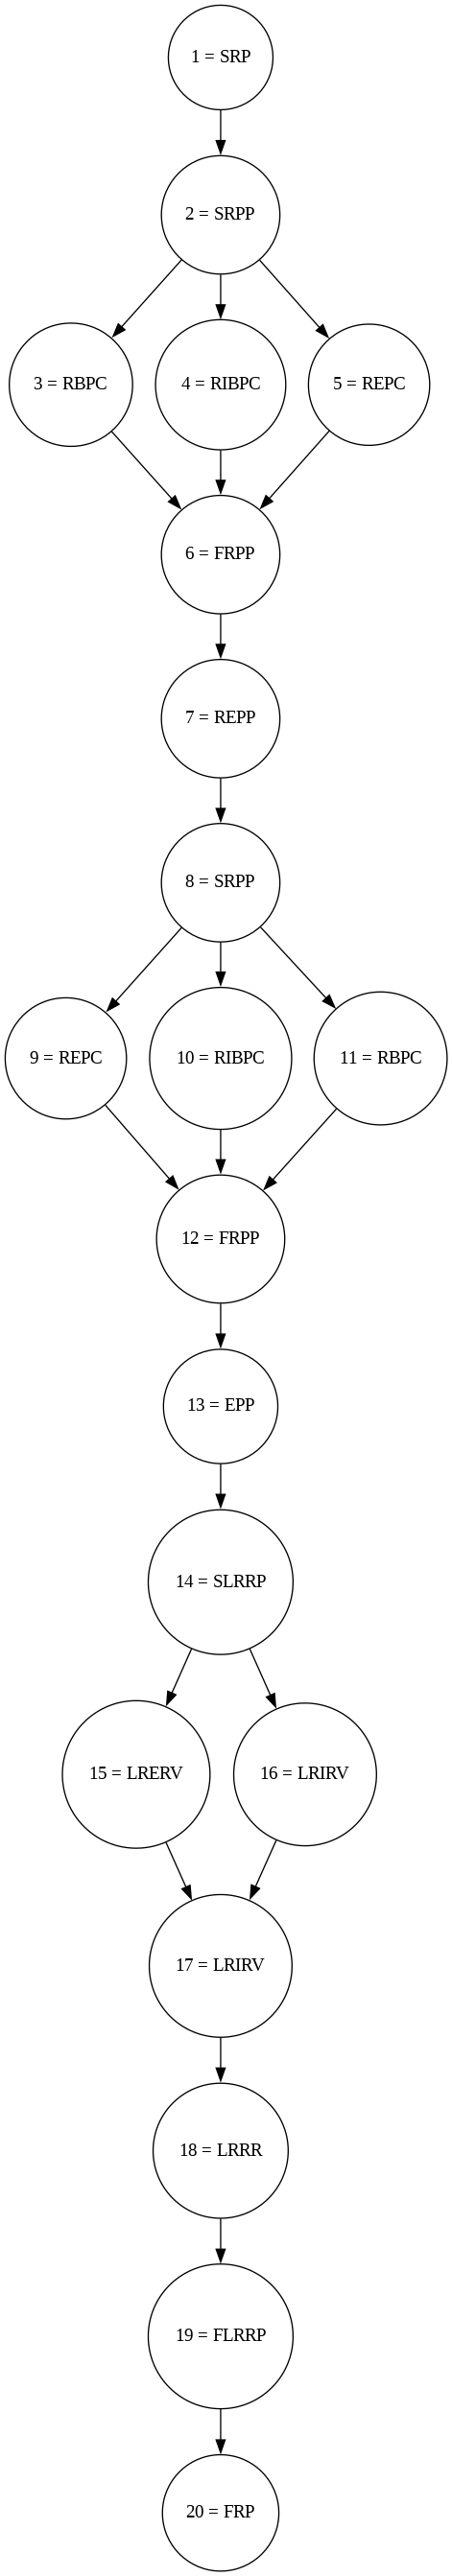 1 = SRP
2 = SRPP
3 = RBPC
4 = RIBPC
5 = REPC
6 = FRPP
7 = REPP
8 = SRPP
9 = REPC
10 = RIBPC
11 = RBPC
12 = FRPP
13 = EPP
14 = SLRRP
15 = LRERV
16 = LRIRV
17 = LRIRV
18 = LRRR
19 = FLRRP
20 = FRP